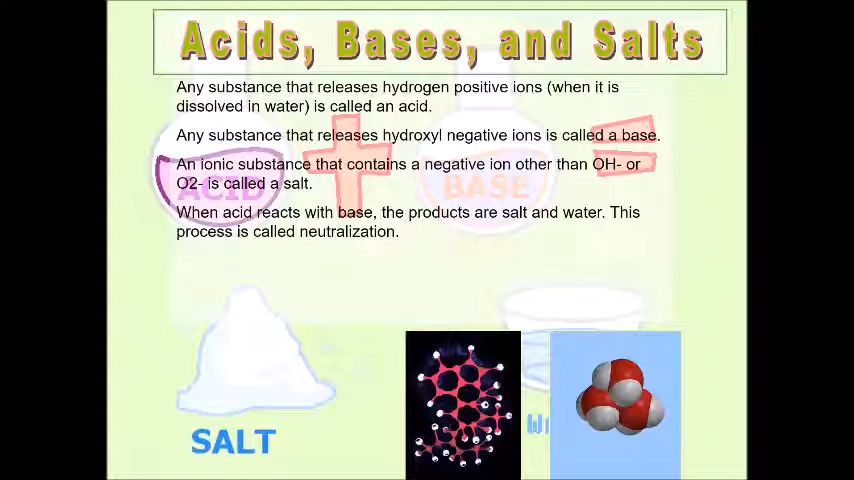 Acids, Bases, and Salts
Any substance that releases hydrogen positive ions (when it is
dissolved in water) is called an acid.
Any substance that releases hydroxyl negative ions is called a base.
An ionic substance that contains a negative ion other than OH- or
O2- is called a salt.
ACID
BASE
When acid reacts with base, the products are salt and water. This
process is called neutralization.
SALT